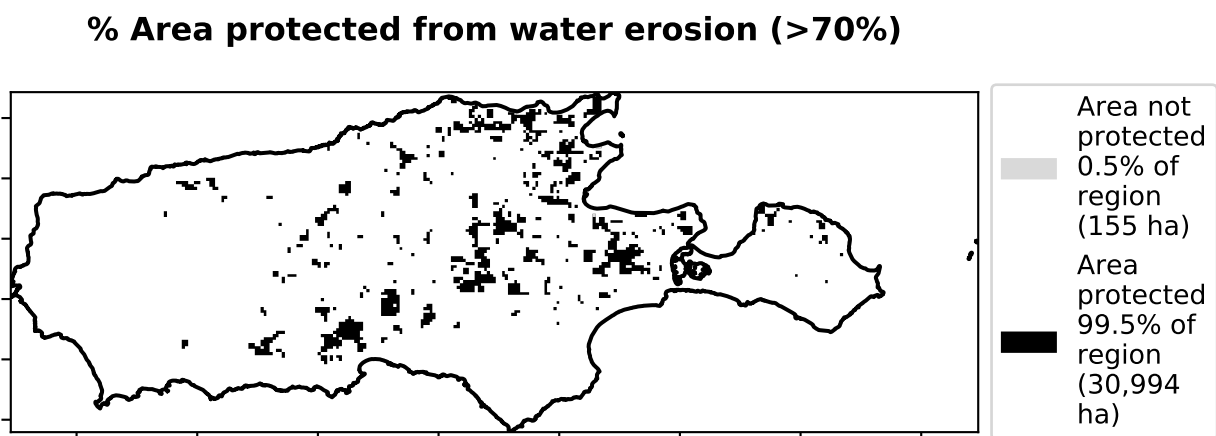 % Area protected from water erosion (>70%)
Area not
protected
0.5% of
region
(155 ha)
Area
protected
99.5% of
region
(30,994
ha)